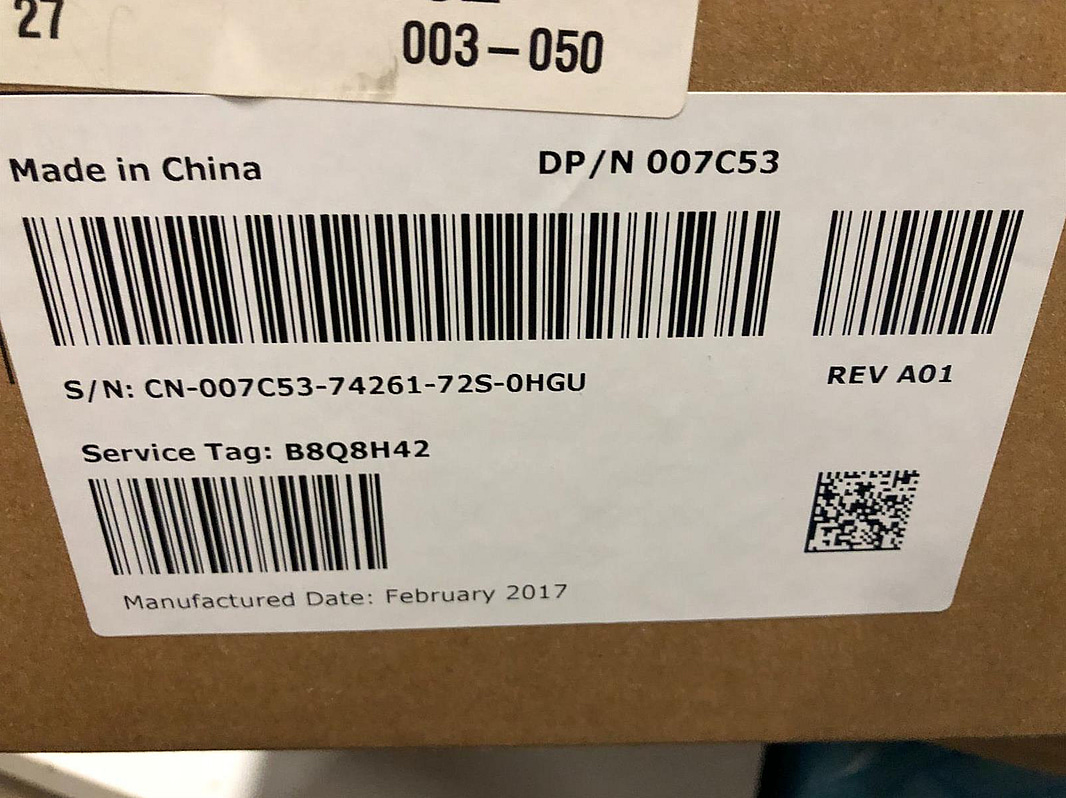 27
003-050
Made in China
DP/N 007C53
S/N: CN-007C53-74261-72S-0HGU
REV A01
Service Tag: B8Q8H42
Manufactured Date: February 2017